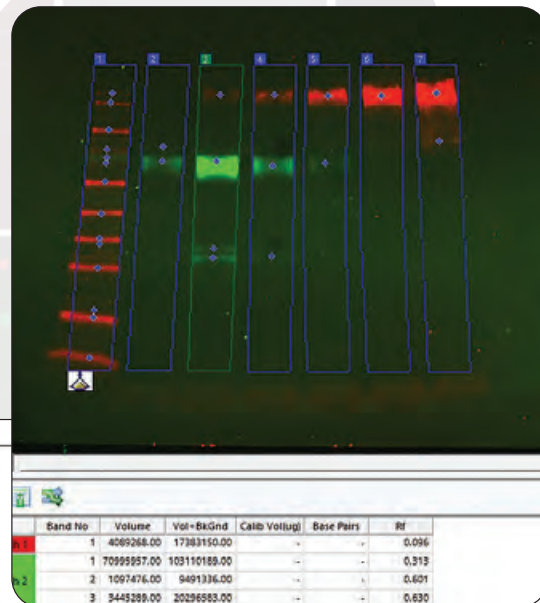 1 2 3 4 5 6 7
Band No Volume Vol+BkGnd Calib Vol(ug) Base Pairs Rf
h 1 1 4089268.00 17383150.00 - - 0.096
h 2 1 70995957.00 103110189.00 - - 0.313
2 1097476.00 9491336.00 - - 0.601
3 3445289.00 20296583.00 - - 0.630